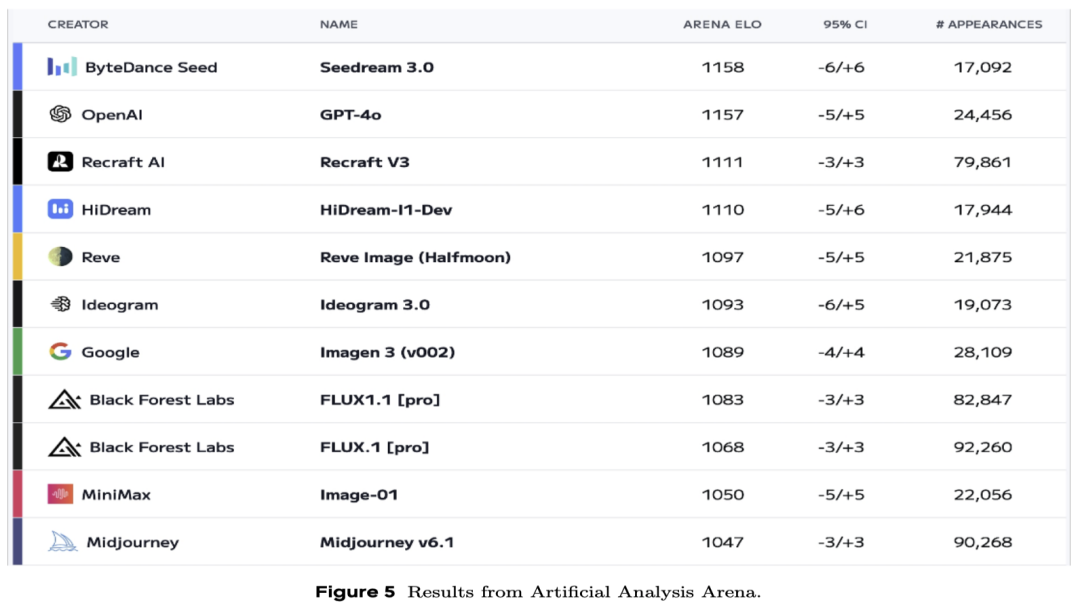 CREATOR NAME ARENA ELO 95% CI # APPEARANCES
ByteDance Seed Seedream 3.0 1158 -6/+6 17,092
OpenAI GPT-4o 1157 -5/+5 24,456
Recraft AI Recraft V3 1111 -3/+3 79,861
HiDream HiDream-I1-Dev 1110 -5/+6 17,944
Reve Reve Image (Halfmoon) 1097 -5/+5 21,875
Ideogram Ideogram 3.0 1093 -6/+5 19,073
Google Imagen 3 (v002) 1089 -4/+4 28,109
Black Forest Labs FLUX1.1 [pro] 1083 -3/+3 82,847
Black Forest Labs FLUX.1 [pro] 1068 -3/+3 92,260
MiniMax Image-01 1050 -5/+5 22,056
Midjourney Midjourney v6.1 1047 -3/+3 90,268
Figure 5 Results from Artificial Analysis Arena.